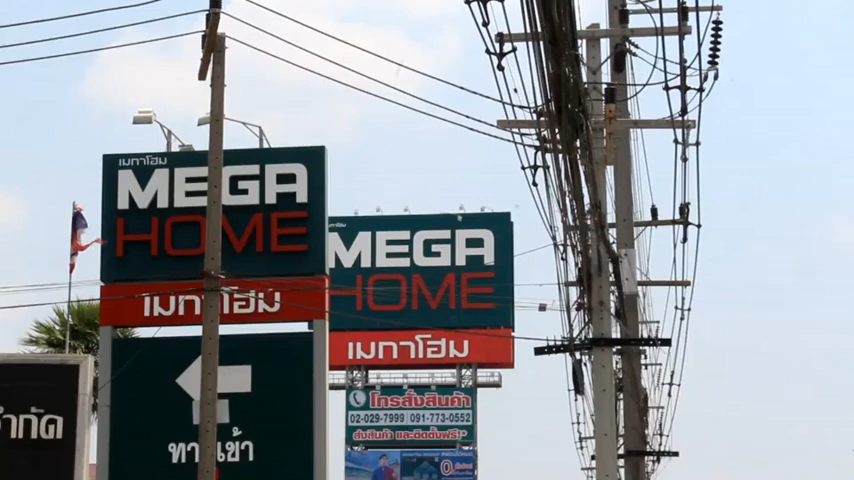 เมกาโฮม
MEGA
HOME
เมกาโฮม
ทางเข้า
MEGA
HOME
เมกาโฮม
โทรสั่งสินค้า
02-029-7999 091-773-0552
ส่งสินค้า และติดตั้งฟรี*
0
จำกัด